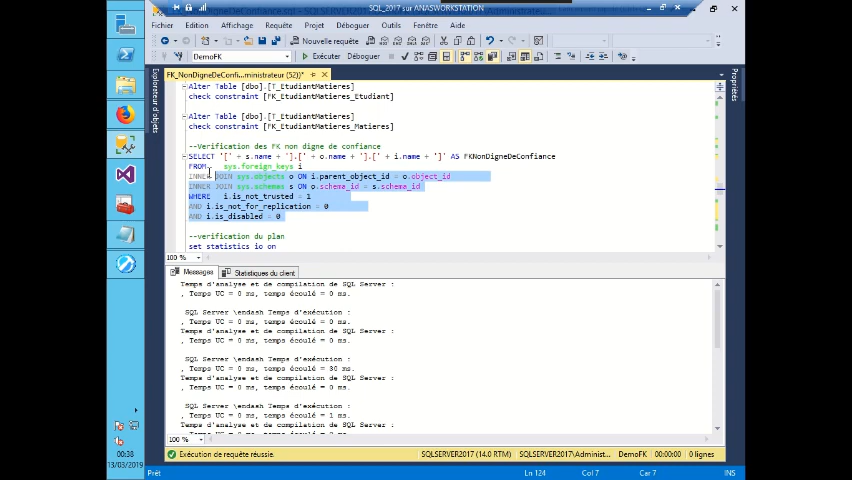 SQL_2017 sur ANASWORKSTATION
Fichier Edition Affichage Requête Projet Déboguer Outils Fenêtre Aide
Nouvelle requête
DemoFK Exécuter Déboguer
FK_NonDigneDeConfi...ministrateur (52))*
Explorateur d'objets
Propriétés
Alter Table [dbo].[T_EtudiantMatieres]
check constraint [FK_EtudiantMatieres_Etudiant]
Alter Table [dbo].[T_EtudiantMatieres]
check constraint [FK_EtudiantMatieres_Matieres]
--Verification des FK non digne de confiance
SELECT '[' + s.name + '].[' + o.name + '].[' + i.name + ']' AS FKNonDigneDeConfiance
FROM sys.foreign_keys i
INNER JOIN sys.objects o ON i.parent_object_id = o.object_id
INNER JOIN sys.schemas s ON o.schema_id = s.schema_id
WHERE i.is_not_trusted = 1
AND i.is_not_for_replication = 0
AND i.is_disabled = 0
--verification du plan
set statistics io on
100 %
Messages Statistiques du client
Temps d'analyse et de compilation de SQL Server :
, Temps UC = 0 ms, temps écoulé = 0 ms.
SQL Server \endash Temps d'exécution :
, Temps UC = 0 ms, temps écoulé = 0 ms.
Temps d'analyse et de compilation de SQL Server :
, Temps UC = 0 ms, temps écoulé = 0 ms.
SQL Server \endash Temps d'exécution :
, Temps UC = 0 ms, temps écoulé = 30 ms.
Temps d'analyse et de compilation de SQL Server :
, Temps UC = 0 ms, temps écoulé = 0 ms.
SQL Server \endash Temps d'exécution :
, Temps UC = 0 ms, temps écoulé = 1 ms.
Temps d'analyse et de compilation de SQL Server :
100 %
Exécution de requête réussie. SQLSERVER2017 (14.0 RTM) SQLSERVER2017\Administ... DemoFK 00:00:00 0 lignes
Prêt Ln 124 Col 7 Car 7 INS
00:38
13/03/2019